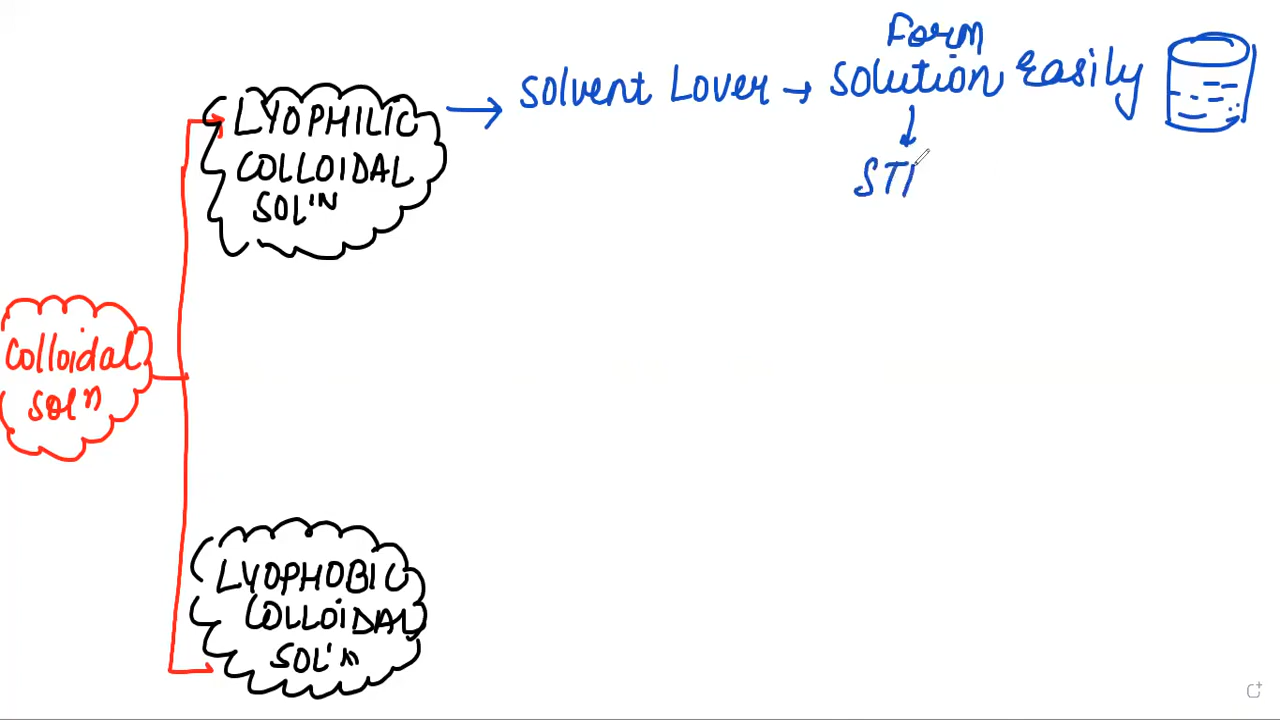 Form
Solvent Lover → Solution Easily
LYOPHILIC
COLLOIDAL
SOL'N
↓
STI
Colloidal
Sol'n
LYOPHOBIC
COLLOIDAL
SOL'n